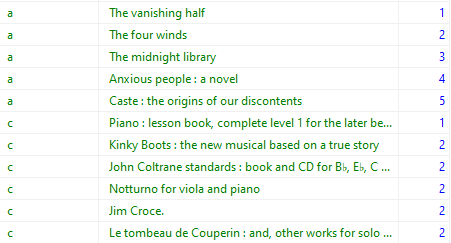 a The vanishing half 1
a The four winds 2
a The midnight library 3
a Anxious people : a novel 4
a Caste : the origins of our discontents 5
c Piano : lesson book, complete level 1 for the later be... 1
c Kinky Boots : the new musical based on a true story 2
c John Coltrane standards : book and CD for B♭, E♭, C ... 2
c Notturno for viola and piano 2
c Jim Croce. 2
c Le tombeau de Couperin : and, other works for solo ... 2